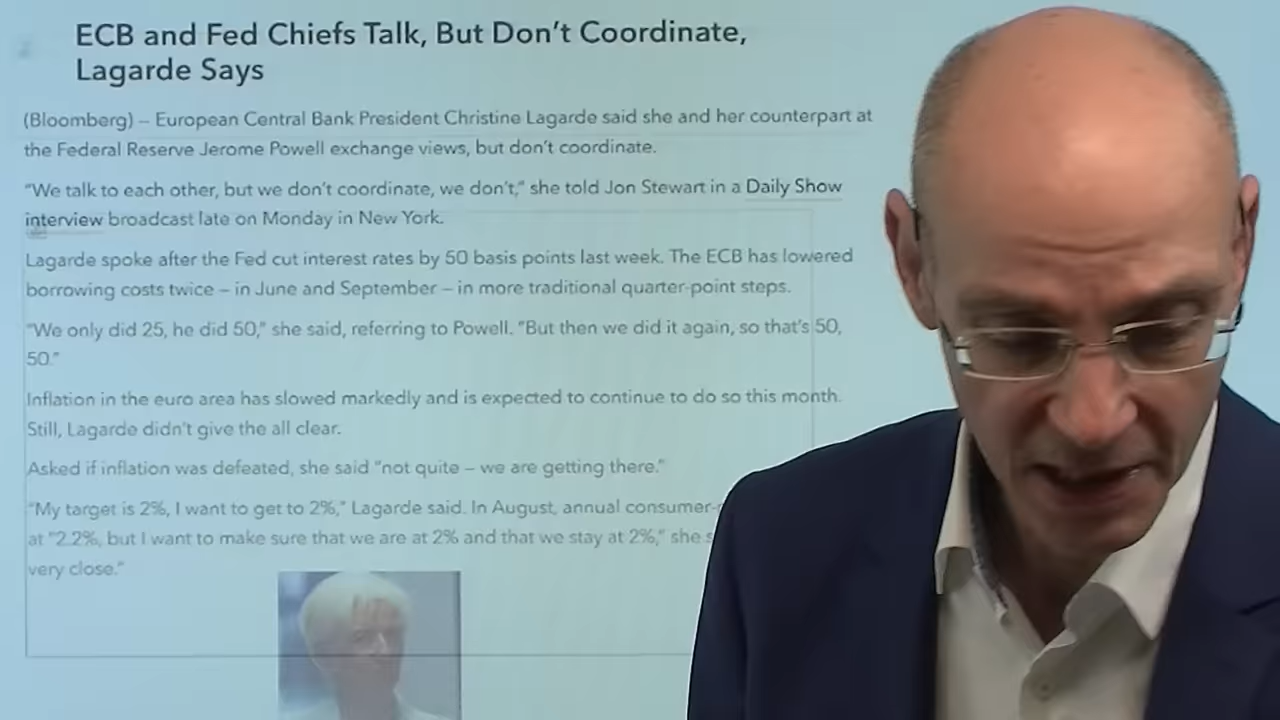 ECB and Fed Chiefs Talk, But Don't Coordinate,
Lagarde Says
(Bloomberg) – European Central Bank President Christine Lagarde said she and her counterpart at
the Federal Reserve Jerome Powell exchange views, but don't coordinate.
"We talk to each other, but we don't coordinate, we don't," she told Jon Stewart in a Daily Show
interview broadcast late on Monday in New York.
Lagarde spoke after the Fed cut interest rates by 50 basis points last week. The ECB has lowered
borrowing costs twice – in June and September – in more traditional quarter-point steps.
"We only did 25, he did 50," she said, referring to Powell. "But then we did it again, so that's 50,
50."
Inflation in the euro area has slowed markedly and is expected to continue to do so this month.
Still, Lagarde didn't give the all clear.
Asked if inflation was defeated, she said "not quite – we are getting there."
"My target is 2%, I want to get to 2%," Lagarde said. In August, annual consumer-
at "2.2%, but I want to make sure that we are at 2% and that we stay at 2%," she
very close."